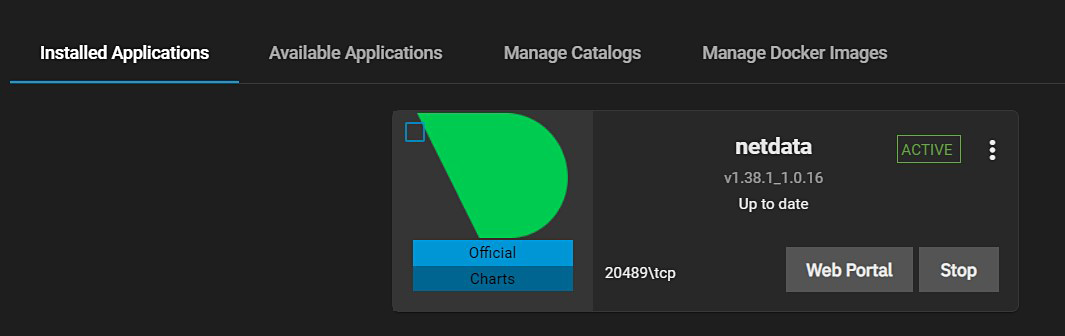 Installed Applications
Available Applications
Manage Catalogs
Manage Docker Images
netdata
ACTIVE
v1.38.1_1.0.16
Up to date
Official
Charts
20489\tcp
Web Portal
Stop